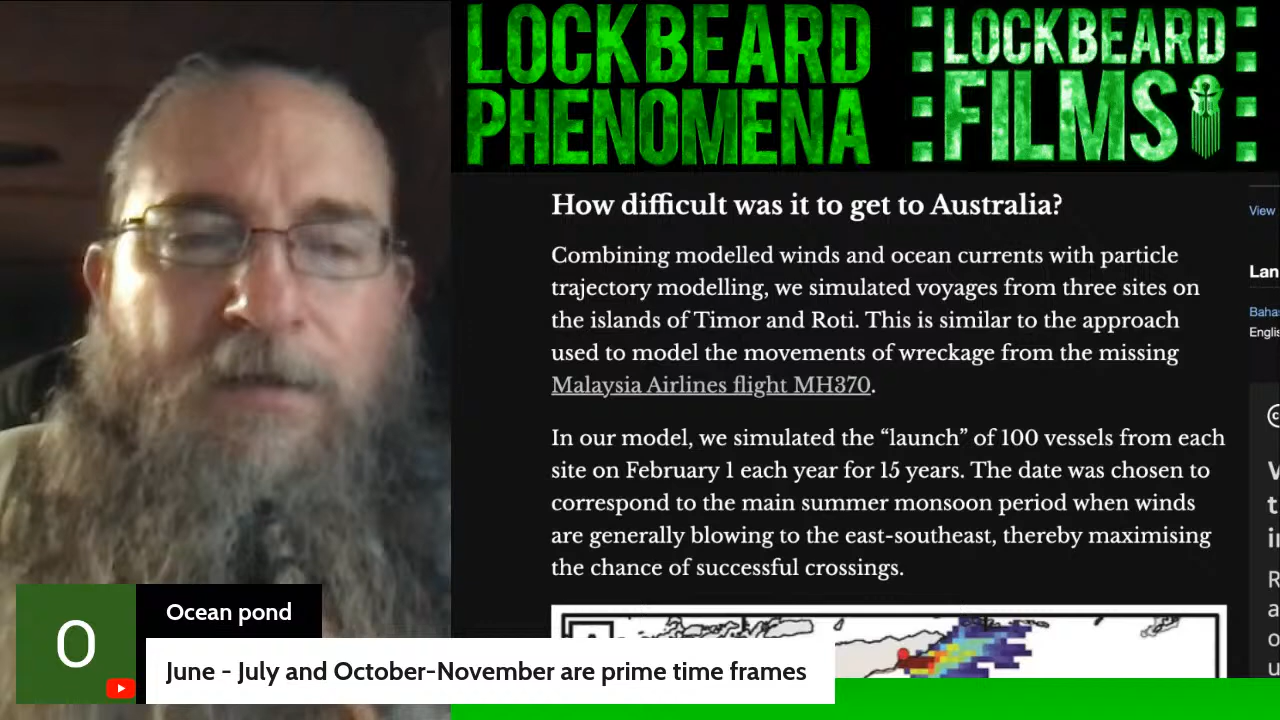 LOCKBEARD
PHENOMENA
LOCKBEARD
FILMS
How difficult was it to get to Australia?
Combining modelled winds and ocean currents with particle
trajectory modelling, we simulated voyages from three sites on
the islands of Timor and Roti. This is similar to the approach
used to model the movements of wreckage from the missing
Malaysia Airlines flight MH370.
In our model, we simulated the “launch” of 100 vessels from each
site on February 1 each year for 15 years. The date was chosen to
correspond to the main summer monsoon period when winds
are generally blowing to the east-southeast, thereby maximising
the chance of successful crossings.
View
Lan
Baha
Englis
O
Ocean pond
June - July and October-November are prime time frames